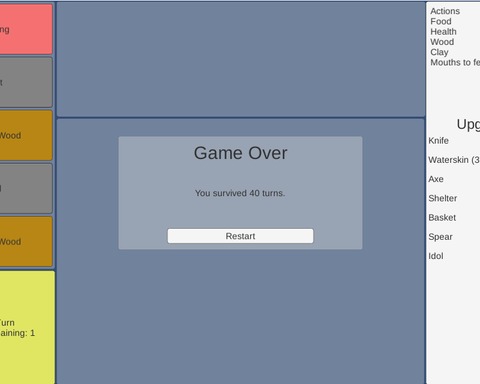 ng
t
Wood
Wood
Turn
aining: 1
Game Over
You survived 40 turns.
Restart
Actions
Food
Health
Wood
Clay
Mouths to fe
Upg
Knife
Waterskin (3
Axe
Shelter
Basket
Spear
Idol